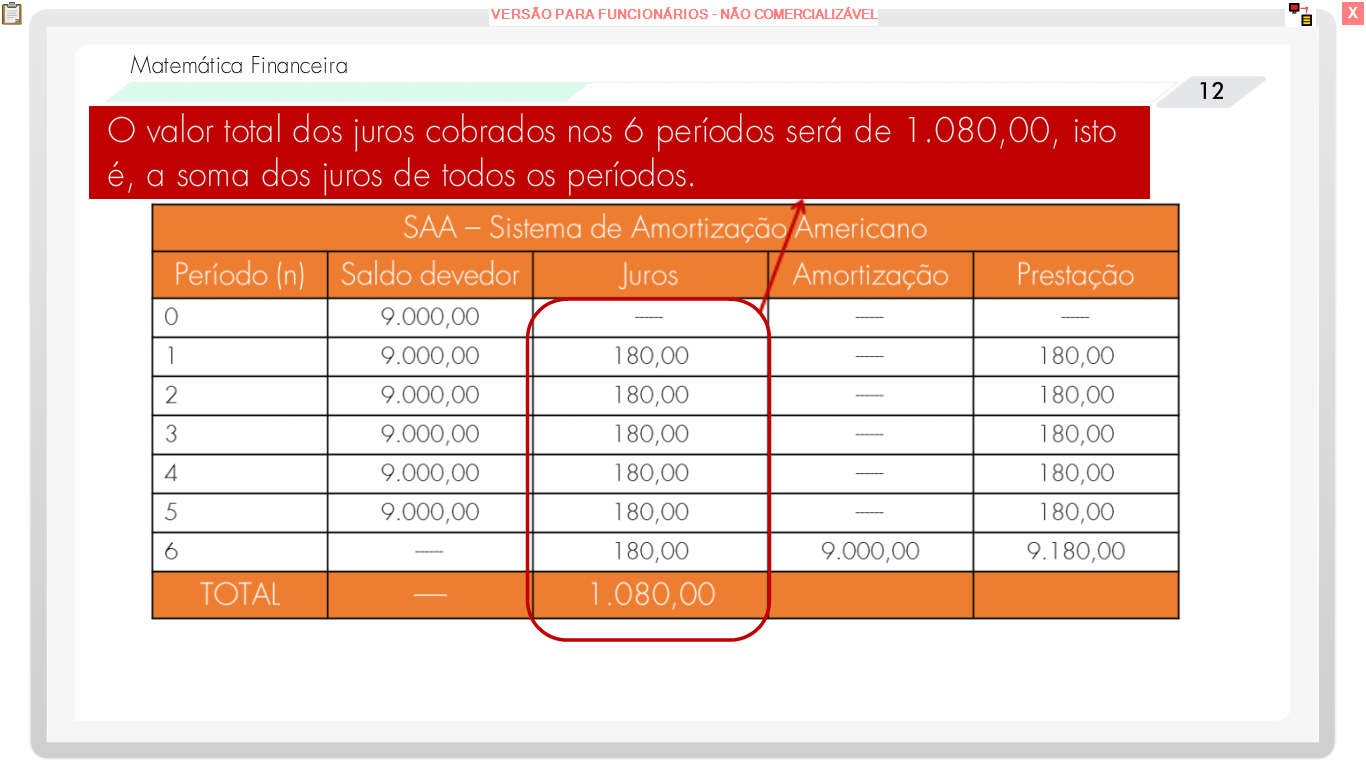 VERSÃO PARA FUNCIONÁRIOS - NÃO COMERCIALIZÁVEL
X
Matemática Financeira
12
O valor total dos juros cobrados nos 6 períodos será de 1.080,00, isto
é, a soma dos juros de todos os períodos.
SAA – Sistema de Amortização Americano
Período (n) Saldo devedor Juros Amortização Prestação
0 9.000,00 ------ ------ ------
1 9.000,00 180,00 ------ 180,00
2 9.000,00 180,00 ------ 180,00
3 9.000,00 180,00 ------ 180,00
4 9.000,00 180,00 ------ 180,00
5 9.000,00 180,00 ------ 180,00
6 ------ 180,00 9.000,00 9.180,00
TOTAL — 1.080,00